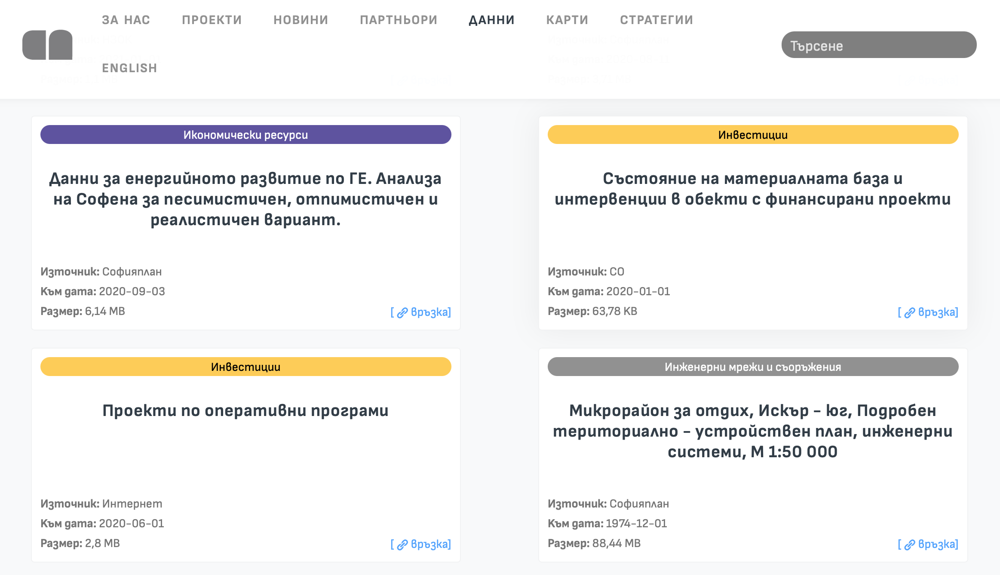 ЗА НАС ПРОЕКТИ НОВИНИ ПАРТНЬОРИ ДАННИ КАРТИ СТРАТЕГИИ
Търсене
ENGLISH
Икономически ресурси
Данни за енергийното развитие по ГЕ. Анализа
на Софена за песимистичен, отпимистичен и
реалистичен вариант.
Източник: Софияплан
Към дата: 2020-09-03
Размер: 6,14 MB
[ връзка]
Инвестиции
Състояние на материалната база и
интервенции в обекти с финансирани проекти
Източник: СО
Към дата: 2020-01-01
Размер: 63,78 KB
[ връзка]
Инвестиции
Проекти по оперативни програми
Източник: Интернет
Към дата: 2020-06-01
Размер: 2,8 MB
[ връзка]
Инженерни мрежи и съоръжения
Микрорайон за отдих, Искър - юг, Подробен
териториално - устройствен план, инженерни
системи, М 1:50 000
Източник: Софияплан
Към дата: 1974-12-01
Размер: 88,44 MB
[ връзка]